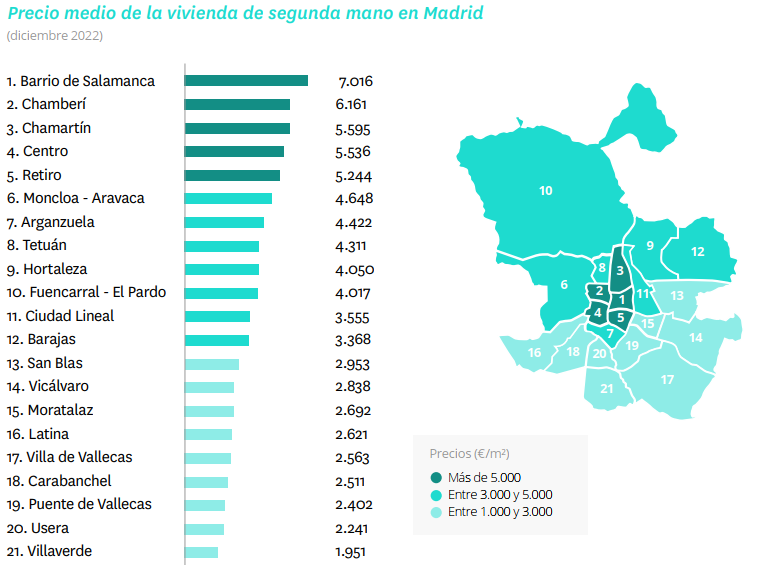 Precio medio de la vivienda de segunda mano en Madrid
(diciembre 2022)
1. Barrio de Salamanca 7.016
2. Chamberí 6.161
3. Chamartín 5.595
4. Centro 5.536
5. Retiro 5.244
6. Moncloa - Aravaca 4.648
7. Arganzuela 4.422
8. Tetuán 4.311
9. Hortaleza 4.050
10. Fuencarral - El Pardo 4.017
11. Ciudad Lineal 3.555
12. Barajas 3.368
13. San Blas 2.953
14. Vicálvaro 2.838
15. Moratalaz 2.692
16. Latina 2.621
17. Villa de Vallecas 2.563
18. Carabanchel 2.511
19. Puente de Vallecas 2.402
20. Usera 2.241
21. Villaverde 1.951
10
9
12
8
3
6
2
1
11
13
4
5
15
7
14
16
18
20
19
17
21
Precios (€/m²)
Más de 5.000
Entre 3.000 y 5.000
Entre 1.000 y 3.000